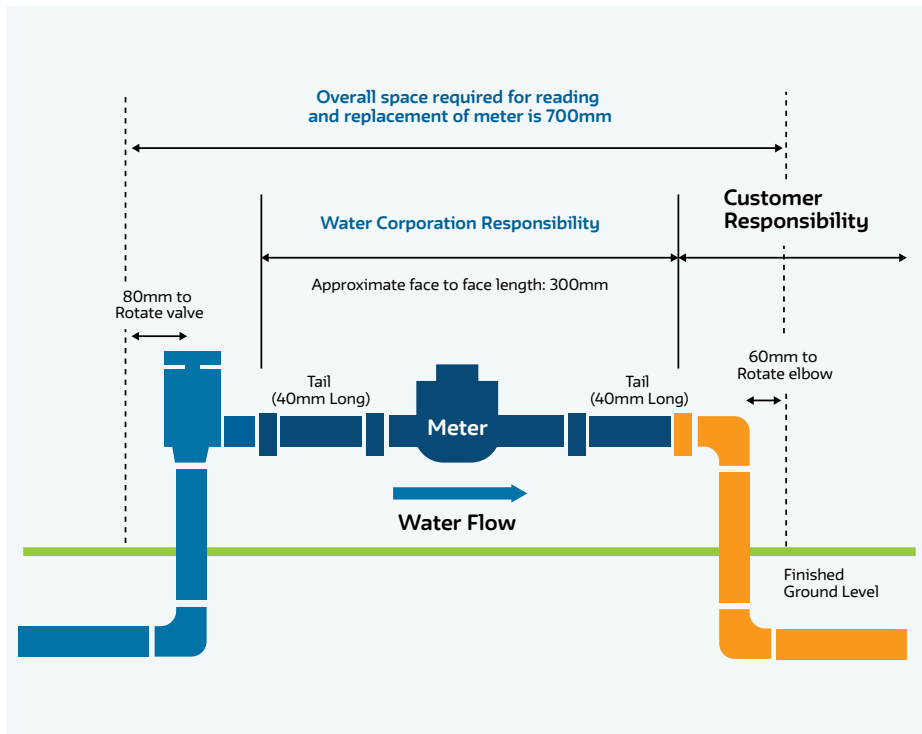 Overall space required for reading
and replacement of meter is 700mm
Customer
Responsibility
Water Corporation Responsibility
Approximate face to face length: 300mm
80mm to
Rotate valve
60mm to
Rotate elbow
Tail
(40mm Long)
Tail
(40mm Long)
Meter
Water Flow
Finished
Ground Level